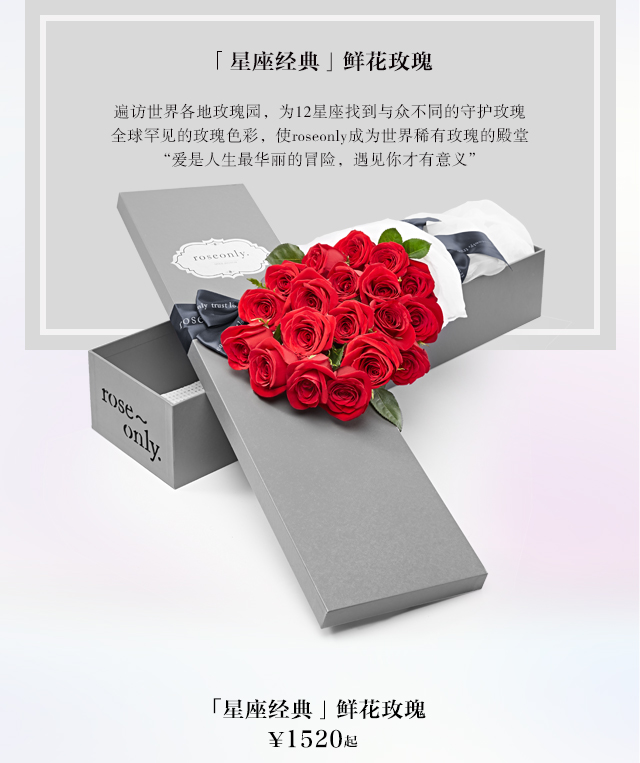 「 星座经典 」鲜花玫瑰
遍访世界各地玫瑰园，为12星座找到与众不同的守护玫瑰
全球罕见的玫瑰色彩，使roseonly成为世界稀有玫瑰的殿堂
“爱是人生最华丽的冒险，遇见你才有意义”
roseonly.
rose~
only.
「星座经典 」鲜花玫瑰
¥1520起